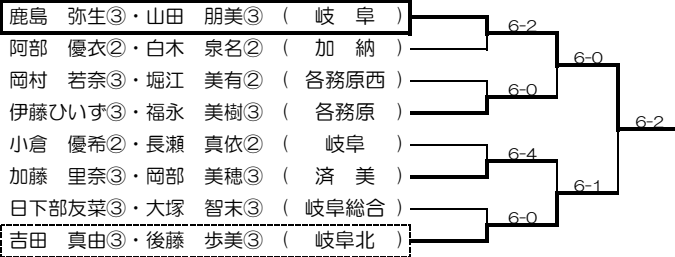 鹿島　弥生③・山田　朋美③　(　岐　阜　)
6-2
阿部　優衣②・白木　泉名②　(　加　納　)
6-0
岡村　若奈③・堀江　美有②　(　各務原西　)
6-0
伊藤ひいず③・福永　美樹③　(　各務原　)
6-2
小倉　優希②・長瀬　真依②　(　岐阜　)
6-4
加藤　里奈③・岡部　美穂③　(　済　美　)
6-1
日下部友菜③・大塚　智末③　(　岐阜総合　)
6-0
吉田　真由③・後藤　歩美③　(　岐阜北　)